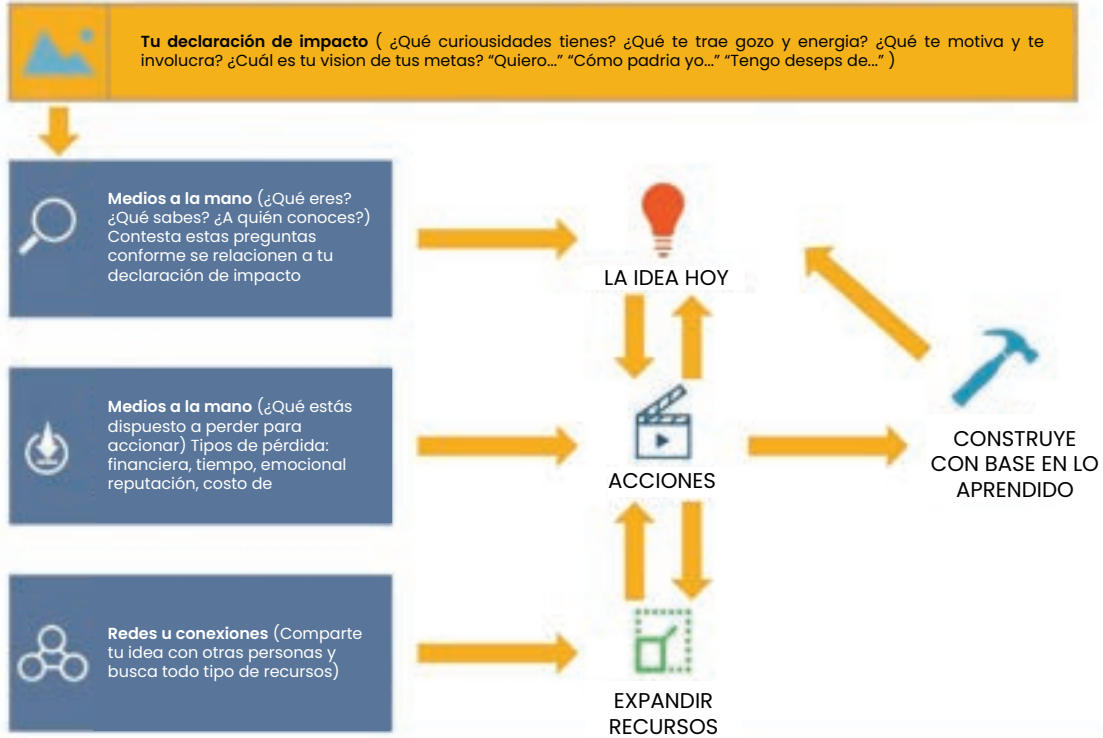 Tu declaración de impacto ( ¿Qué curiousidades tienes? ¿Qué te trae gozo y energia? ¿Qué te motiva y te
involucra? ¿Cuál es tu vision de tus metas? “Quiero...” “Cómo padria yo...” “Tengo deseps de...” )
Medios a la mano (¿Qué eres?
¿Qué sabes? ¿A quién conoces?)
Contesta estas preguntas
conforme se relacionen a tu
declaración de impacto
LA IDEA HOY
Medios a la mano (¿Qué estás
dispuesto a perder para
accionar) Tipos de pérdida:
financiera, tiempo, emocional
reputación, costo de
ACCIONES
CONSTRUYE
CON BASE EN LO
APRENDIDO
Redes u conexiones (Comparte
tu idea con otras personas y
busca todo tipo de recursos)
EXPANDIR
RECURSOS